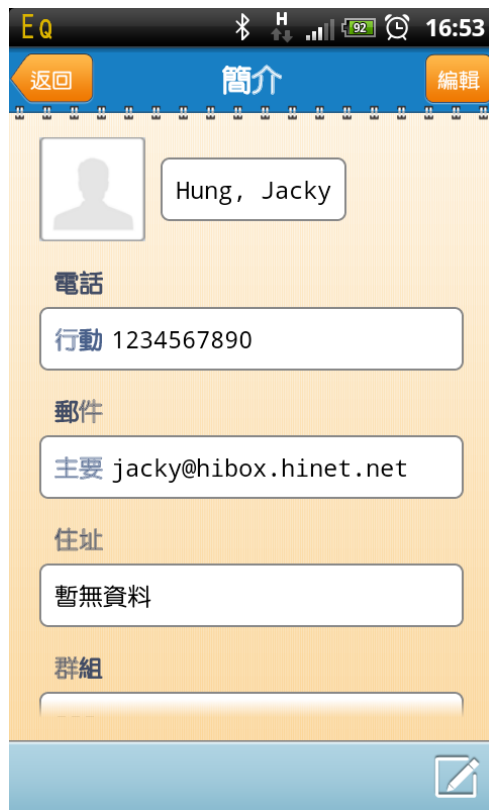 EQ
H
92
16:53
返回
簡介
編輯
Hung, Jacky
電話
行動 1234567890
郵件
主要 jacky@hibox.hinet.net
住址
暫無資料
群組